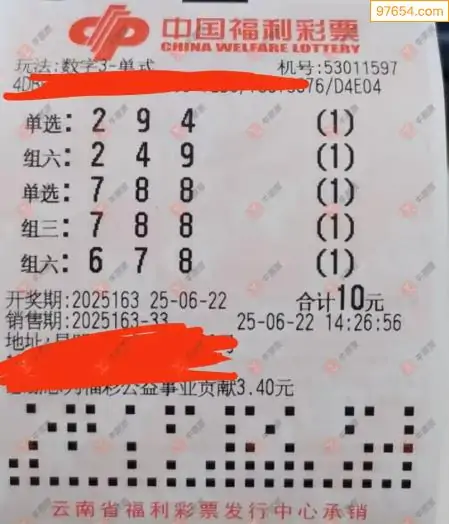 97654.com
中国福利彩票
CHINA WELFARE LOTTERY
玩法:数字3-单式 机号:53011597
76/D4E04
单选: 2 9 4 (1)
组六: 2 4 9 (1)
单选: 7 8 8 (1)
组三: 7 8 8 (1)
组六: 6 7 8 (1)
开奖期:2025163 25-06-22 合计10元
销售期:2025163-33 25-06-22 14:26:56
地址:
福彩公益事业贡献3.40元
云南省福利彩票发行中心承销